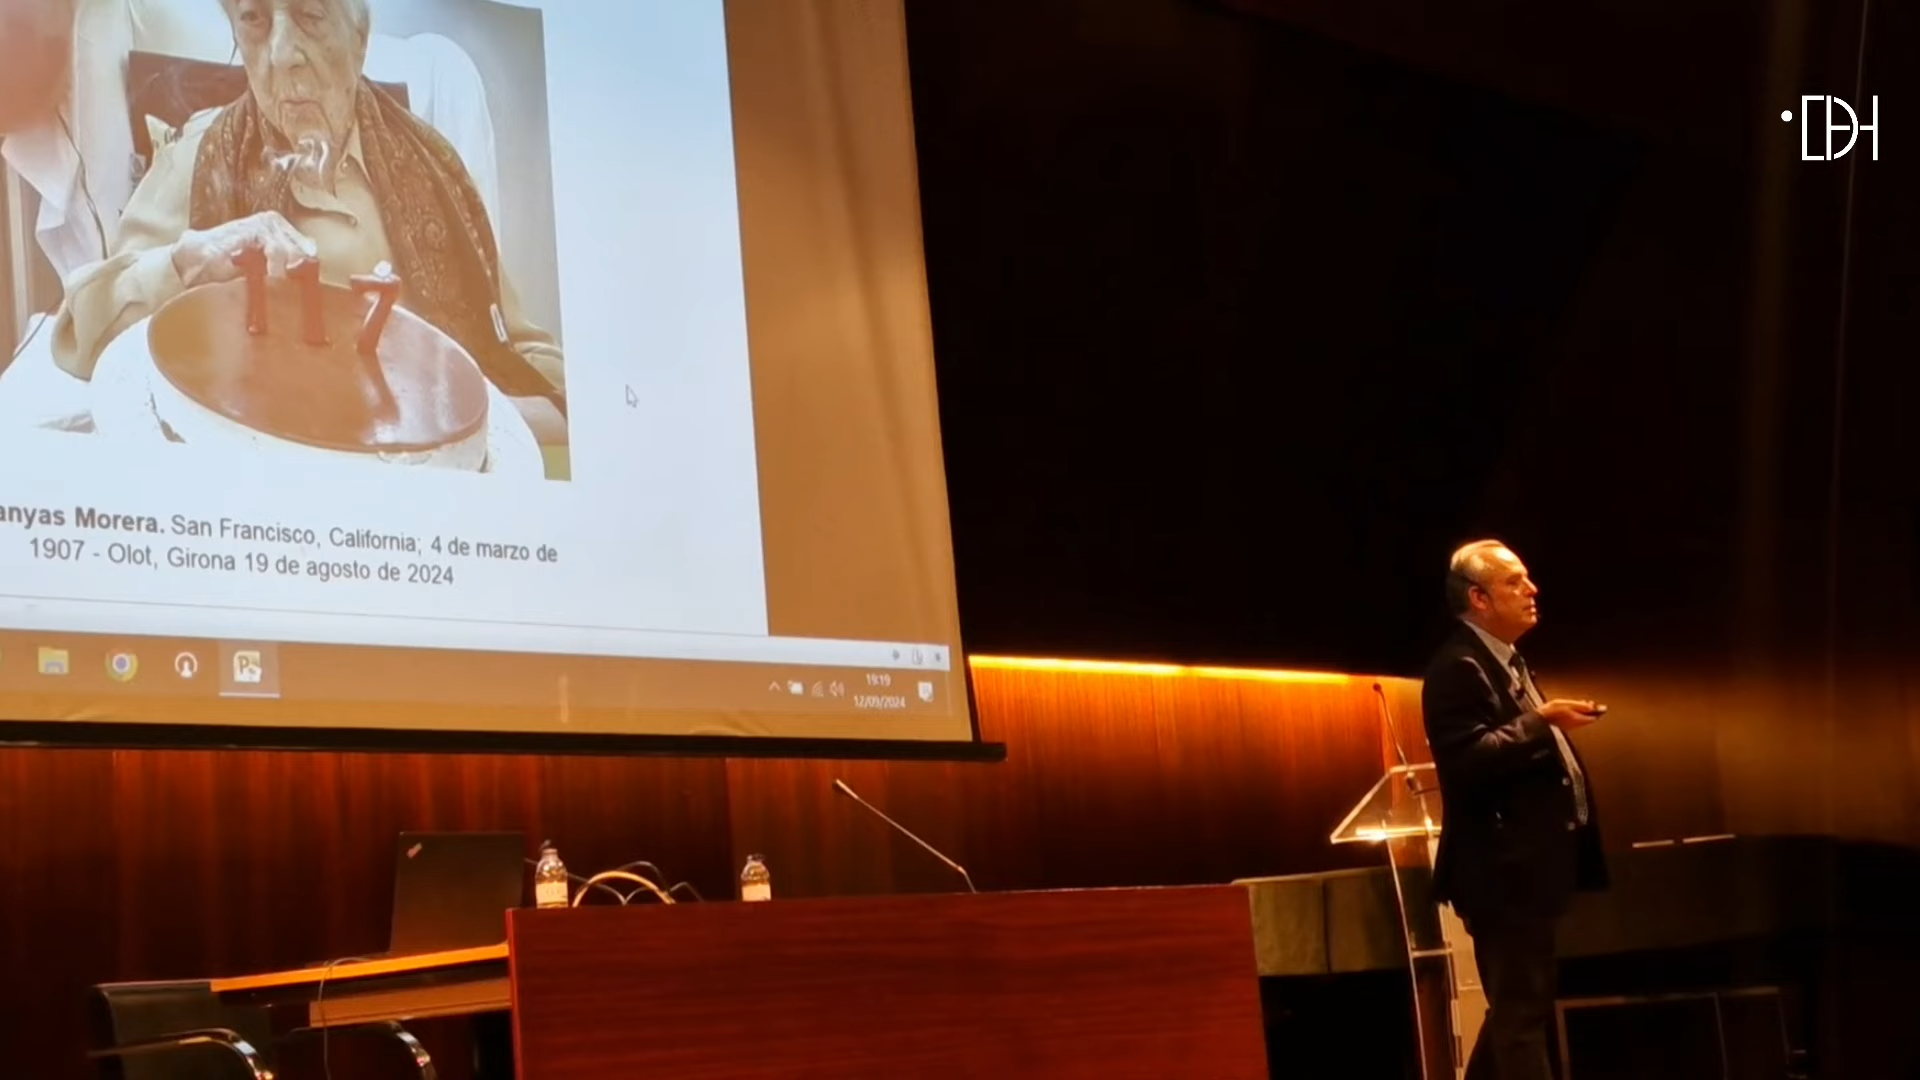 CDH
117
anyas Morera. San Francisco, California; 4 de marzo de
1907 - Olot, Girona 19 de agosto de 2024
19:19
12/09/2024